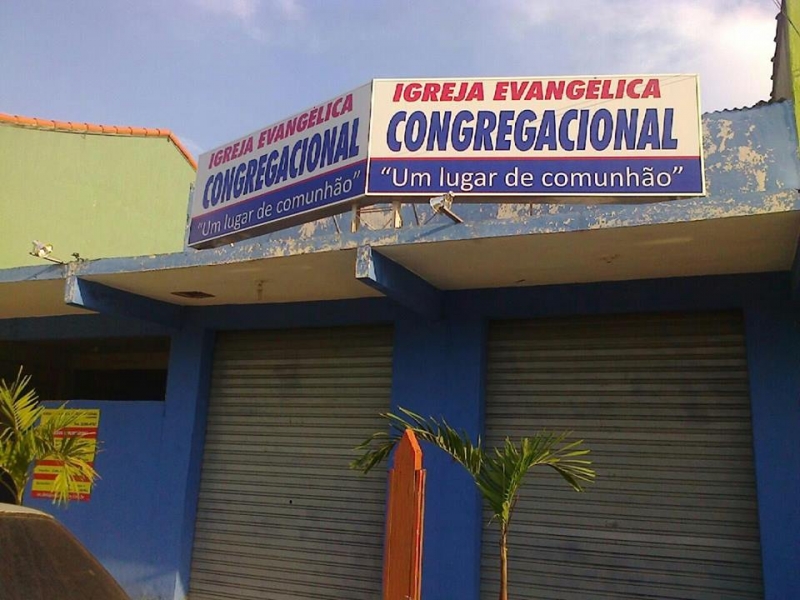 IGREJA EVANGÉLICA
CONGREGACIONAL
"Um lugar de comunhão"
IGREJA EVANGÉLICA
CONGREGACIONAL
"Um lugar de comunhão"